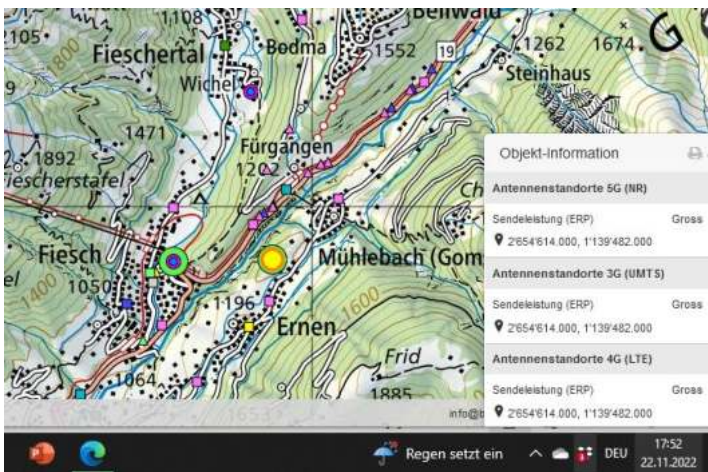 1108
Bellwald
G
2105
1800
Fieschertal
Bodma
1552
19
1262
1674
Wichel
Steinhaus
1471
Fürgangen
1202
1892
Fieschertafel
Objekt-Information
Antennenstandorte 5G (NR)
Sendeleistung (ERP) Gross
2'654'614.000, 1'139'482.000
Antennenstandorte 3G (UMTS)
Sendeleistung (ERP) Gross
2'654'614.000, 1'139'482.000
Antennenstandorte 4G (LTE)
Sendeleistung (ERP) Gross
2'654'614.000, 1'139'482.000
Fiesch
Mühlebach (Gom
1050
1400
1196
1600
Ernen
Frid
1064
1885
1653
info@b
Regen setzt ein
DEU
17:52
22.11.2022